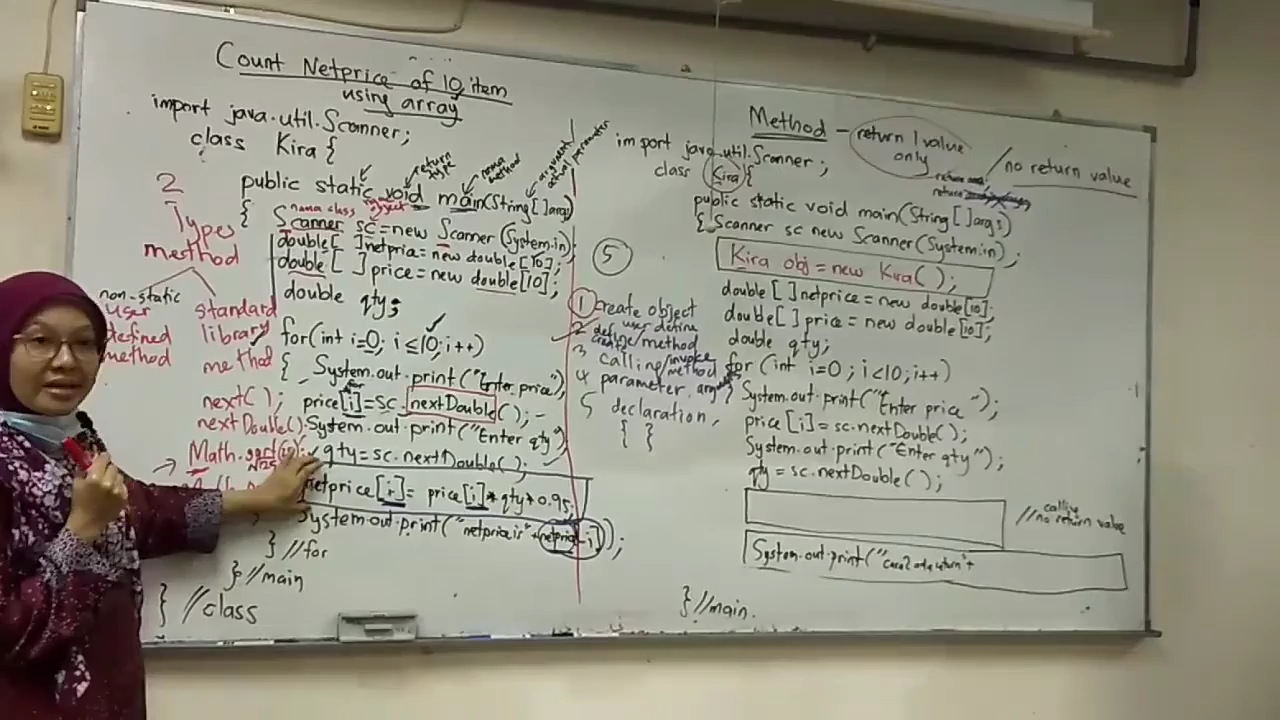 Count Netprice of 10 item
using array
import java.util.Scanner;
class Kira {
return type
nama method
argument/
actual parameter
public static void main(String[]args)
nama class
object
{ Scanner sc=new Scanner(System.in);
double[ ]netprice=new double[10];
double[ ]price=new double[10];
double qty;
for(int i=0; i≤10; i++)
{ System.out.print("Enter price");
price[i]=sc.nextDouble();
System.out.print("Enter qty");
qty=sc.nextDouble();
netprice[i]= price[i]*qty*0.95;
System.out.print("netprice is"+netprice[i]);
} //for
} //main
} //class
2
Types
method
non-static
user
defined
method
standard
library
method
next();
nextDouble();
Math.sqrt(
5
1 create object
2 define user define
create/method
3 calling/invoke
method
4 parameter,
5 declaration,
{ }
Method – return 1 value
only
/ no return value
import java.util.Scanner;
class Kira {
public static void main(String[]args)
{ Scanner sc new Scanner(System.in);
Kira obj=new Kira();
double[ ]netprice=new double[10];
double[ ]price=new double[10];
double qty;
for (int i=0; i<10; i++)
{
System.out.print("Enter price");
price[i]=sc.nextDouble();
System.out.print("Enter qty");
qty=sc.nextDouble();
calling
//no return value
System.out.print("cara2 ada return"+
} //main.